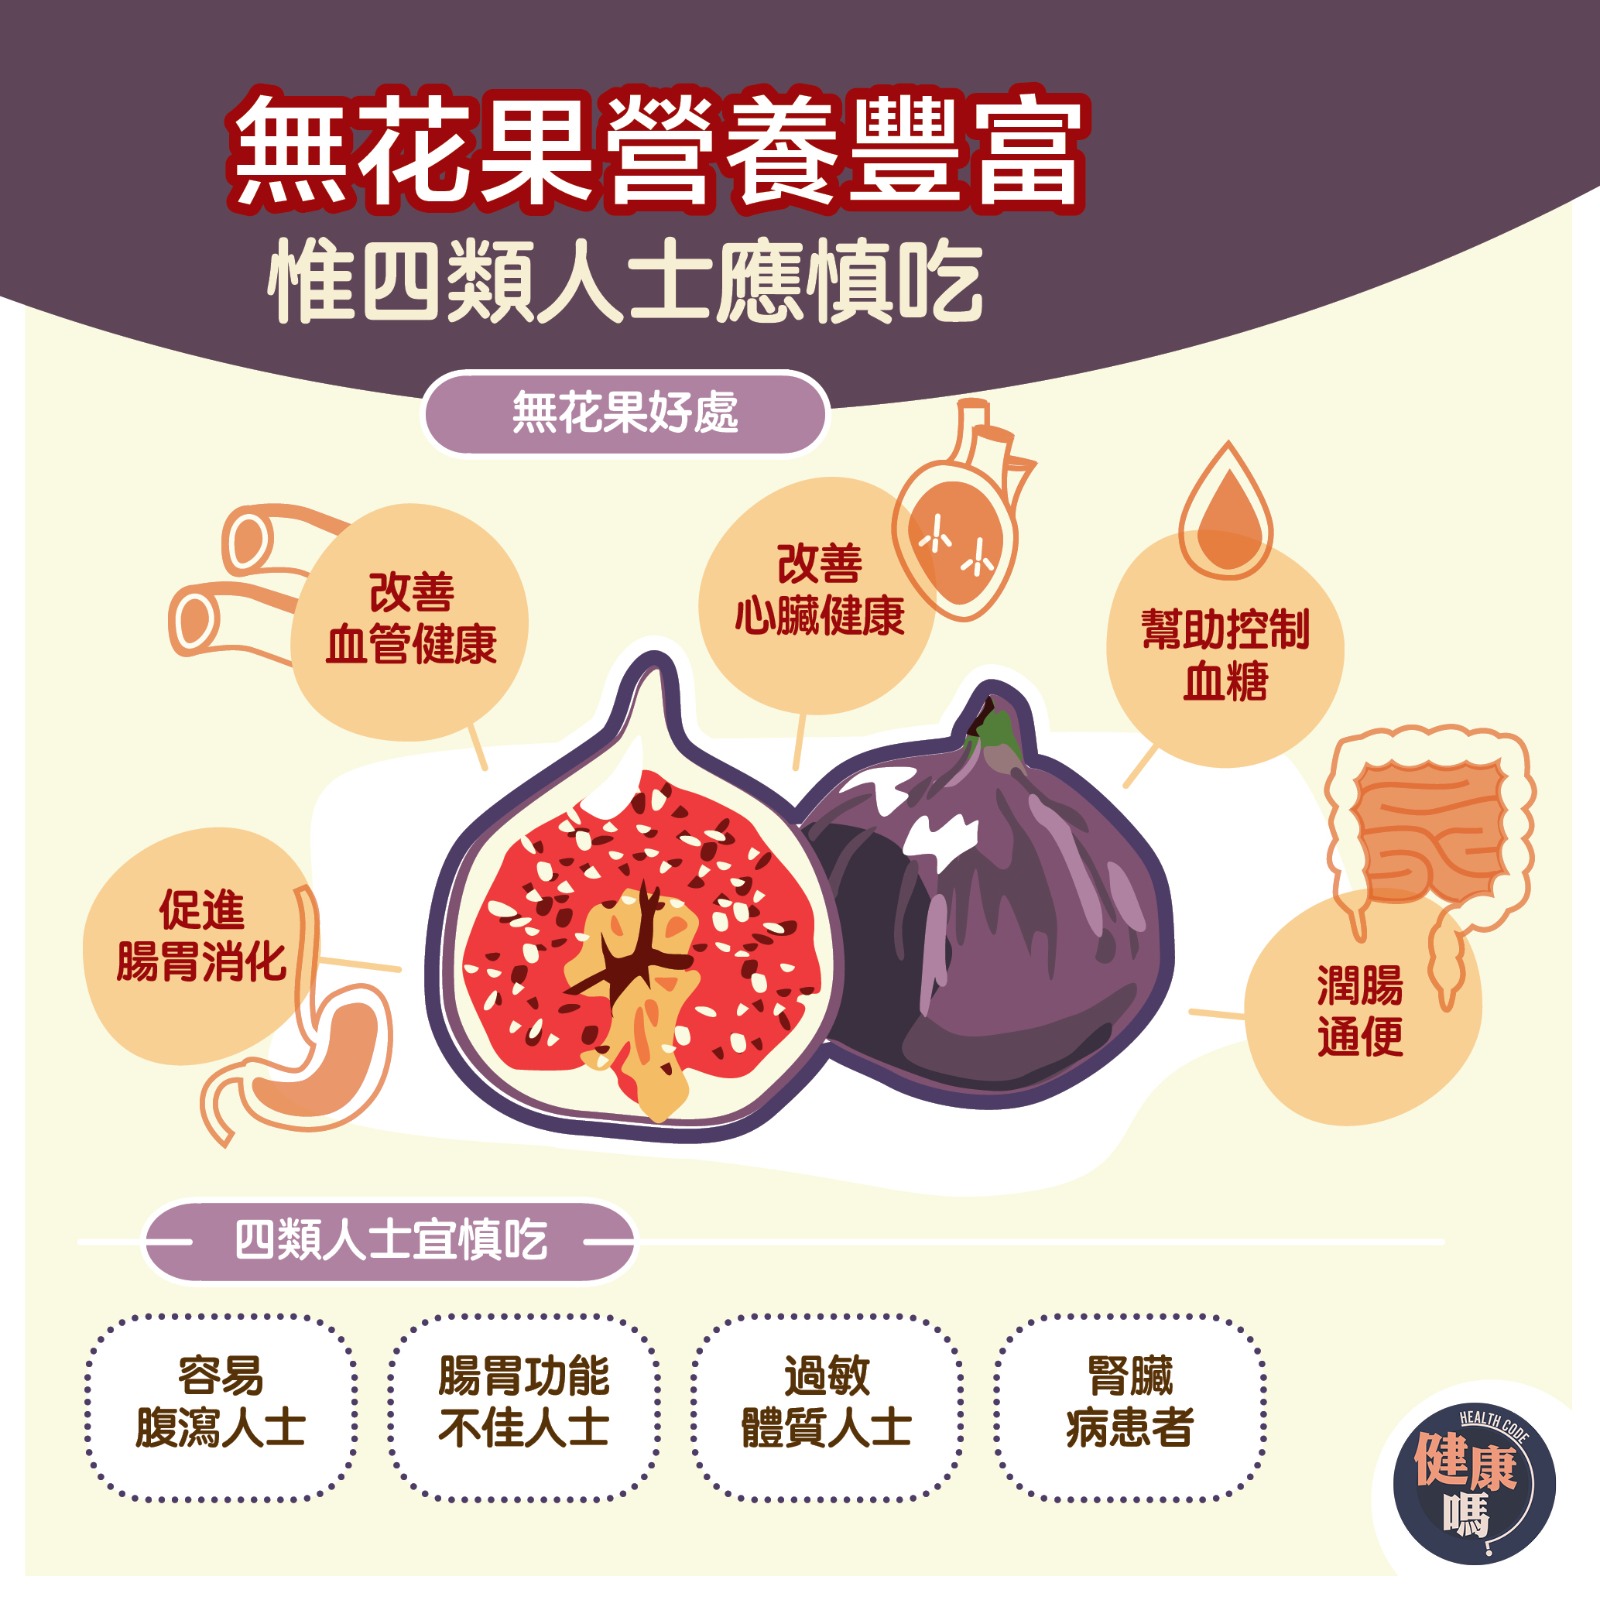 無花果營養豐富
惟四類人士應慎吃
無花果好處
改善
血管健康
改善
心臟健康
幫助控制
血糖
促進
腸胃消化
潤腸
通便
四類人士宜慎吃
容易
腹瀉人士
腸胃功能
不佳人士
過敏
體質人士
腎臟
病患者
HEALTH CODE
健康
嗎?